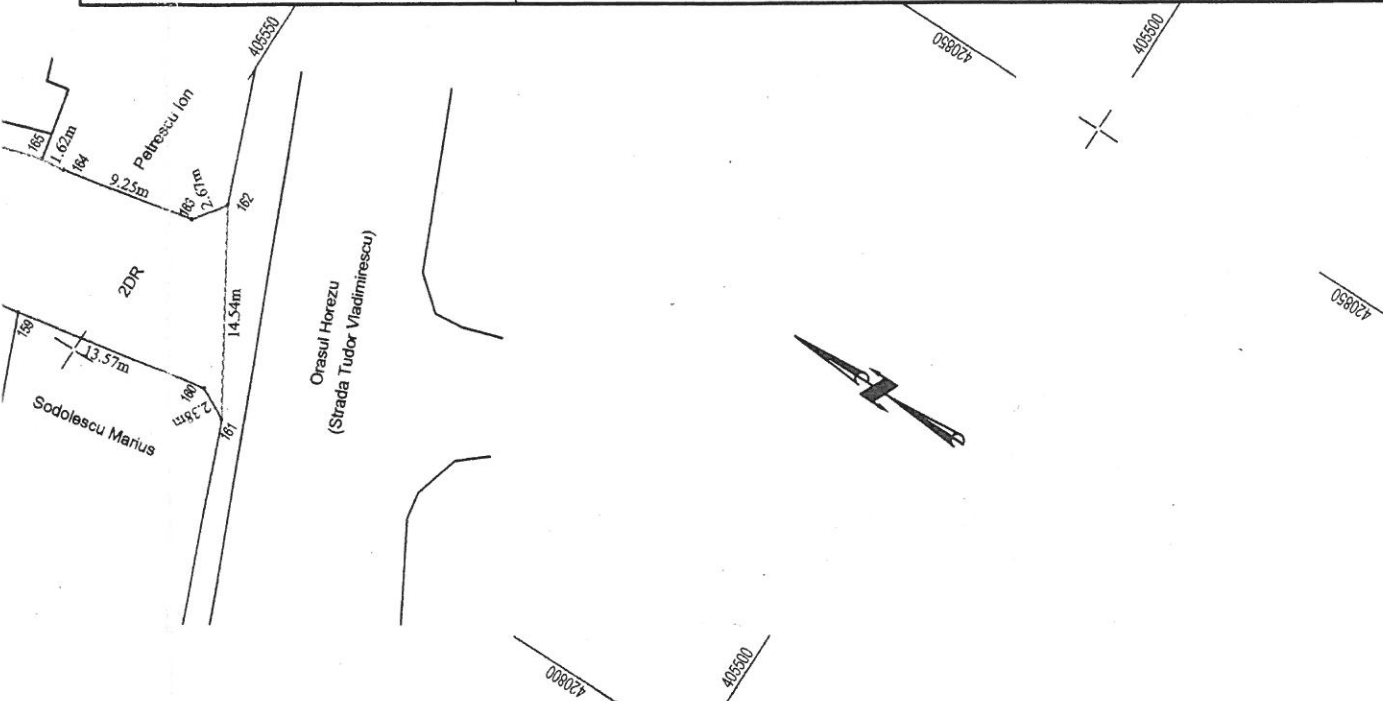 405550
420850
405500
Petrescu Ion
165
1.62m
164
9.25m
163
2.67m
162
2DR
14.54m
Orasul Horezu
(Strada Tudor Vladimirescu)
420850
159
13.57m
160
2.38m
161
Sodolescu Marius
N
420800
405500